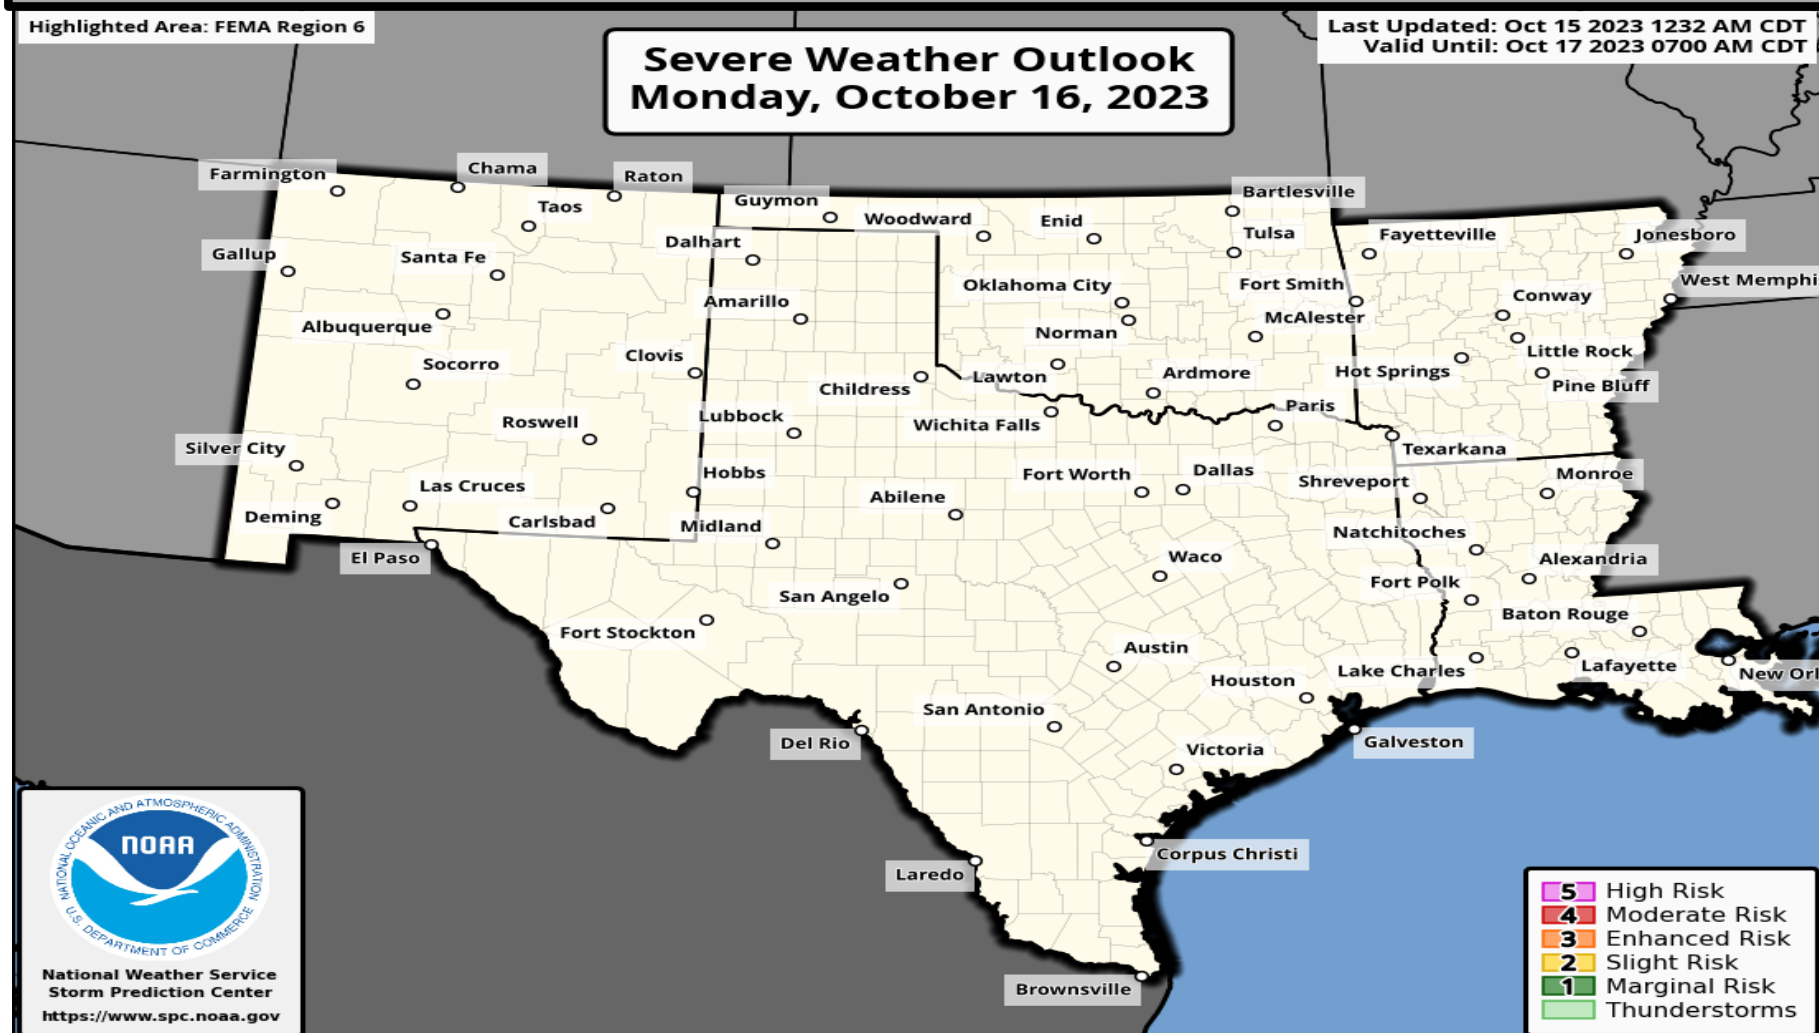 Highlighted Area: FEMA Region 6
Severe Weather Outlook
Monday, October 16, 2023
Last Updated: Oct 15 2023 1232 AM CDT
Valid Until: Oct 17 2023 0700 AM CDT
Farmington
Chama
Raton
Taos
Guymon
Woodward
Enid
Bartlesville
Tulsa
Fayetteville
Jonesboro
Gallup
Santa Fe
Dalhart
Oklahoma City
Fort Smith
Conway
West Memphi
Albuquerque
Amarillo
Norman
McAlester
Little Rock
Socorro
Clovis
Childress
Lawton
Ardmore
Hot Springs
Pine Bluff
Roswell
Lubbock
Wichita Falls
Paris
Texarkana
Silver City
Hobbs
Fort Worth
Dallas
Shreveport
Monroe
Las Cruces
Abilene
Deming
Carlsbad
Midland
Natchitoches
El Paso
Waco
Alexandria
San Angelo
Fort Polk
Fort Stockton
Baton Rouge
Austin
Houston
Lake Charles
Lafayette
New Orl
San Antonio
Del Rio
Victoria
Galveston
Corpus Christi
Laredo
Brownsville
NATIONAL OCEANIC AND ATMOSPHERIC ADMINISTRATION
NOAA
U.S. DEPARTMENT OF COMMERCE
National Weather Service
Storm Prediction Center
https://www.spc.noaa.gov
5 High Risk
4 Moderate Risk
3 Enhanced Risk
2 Slight Risk
1 Marginal Risk
Thunderstorms